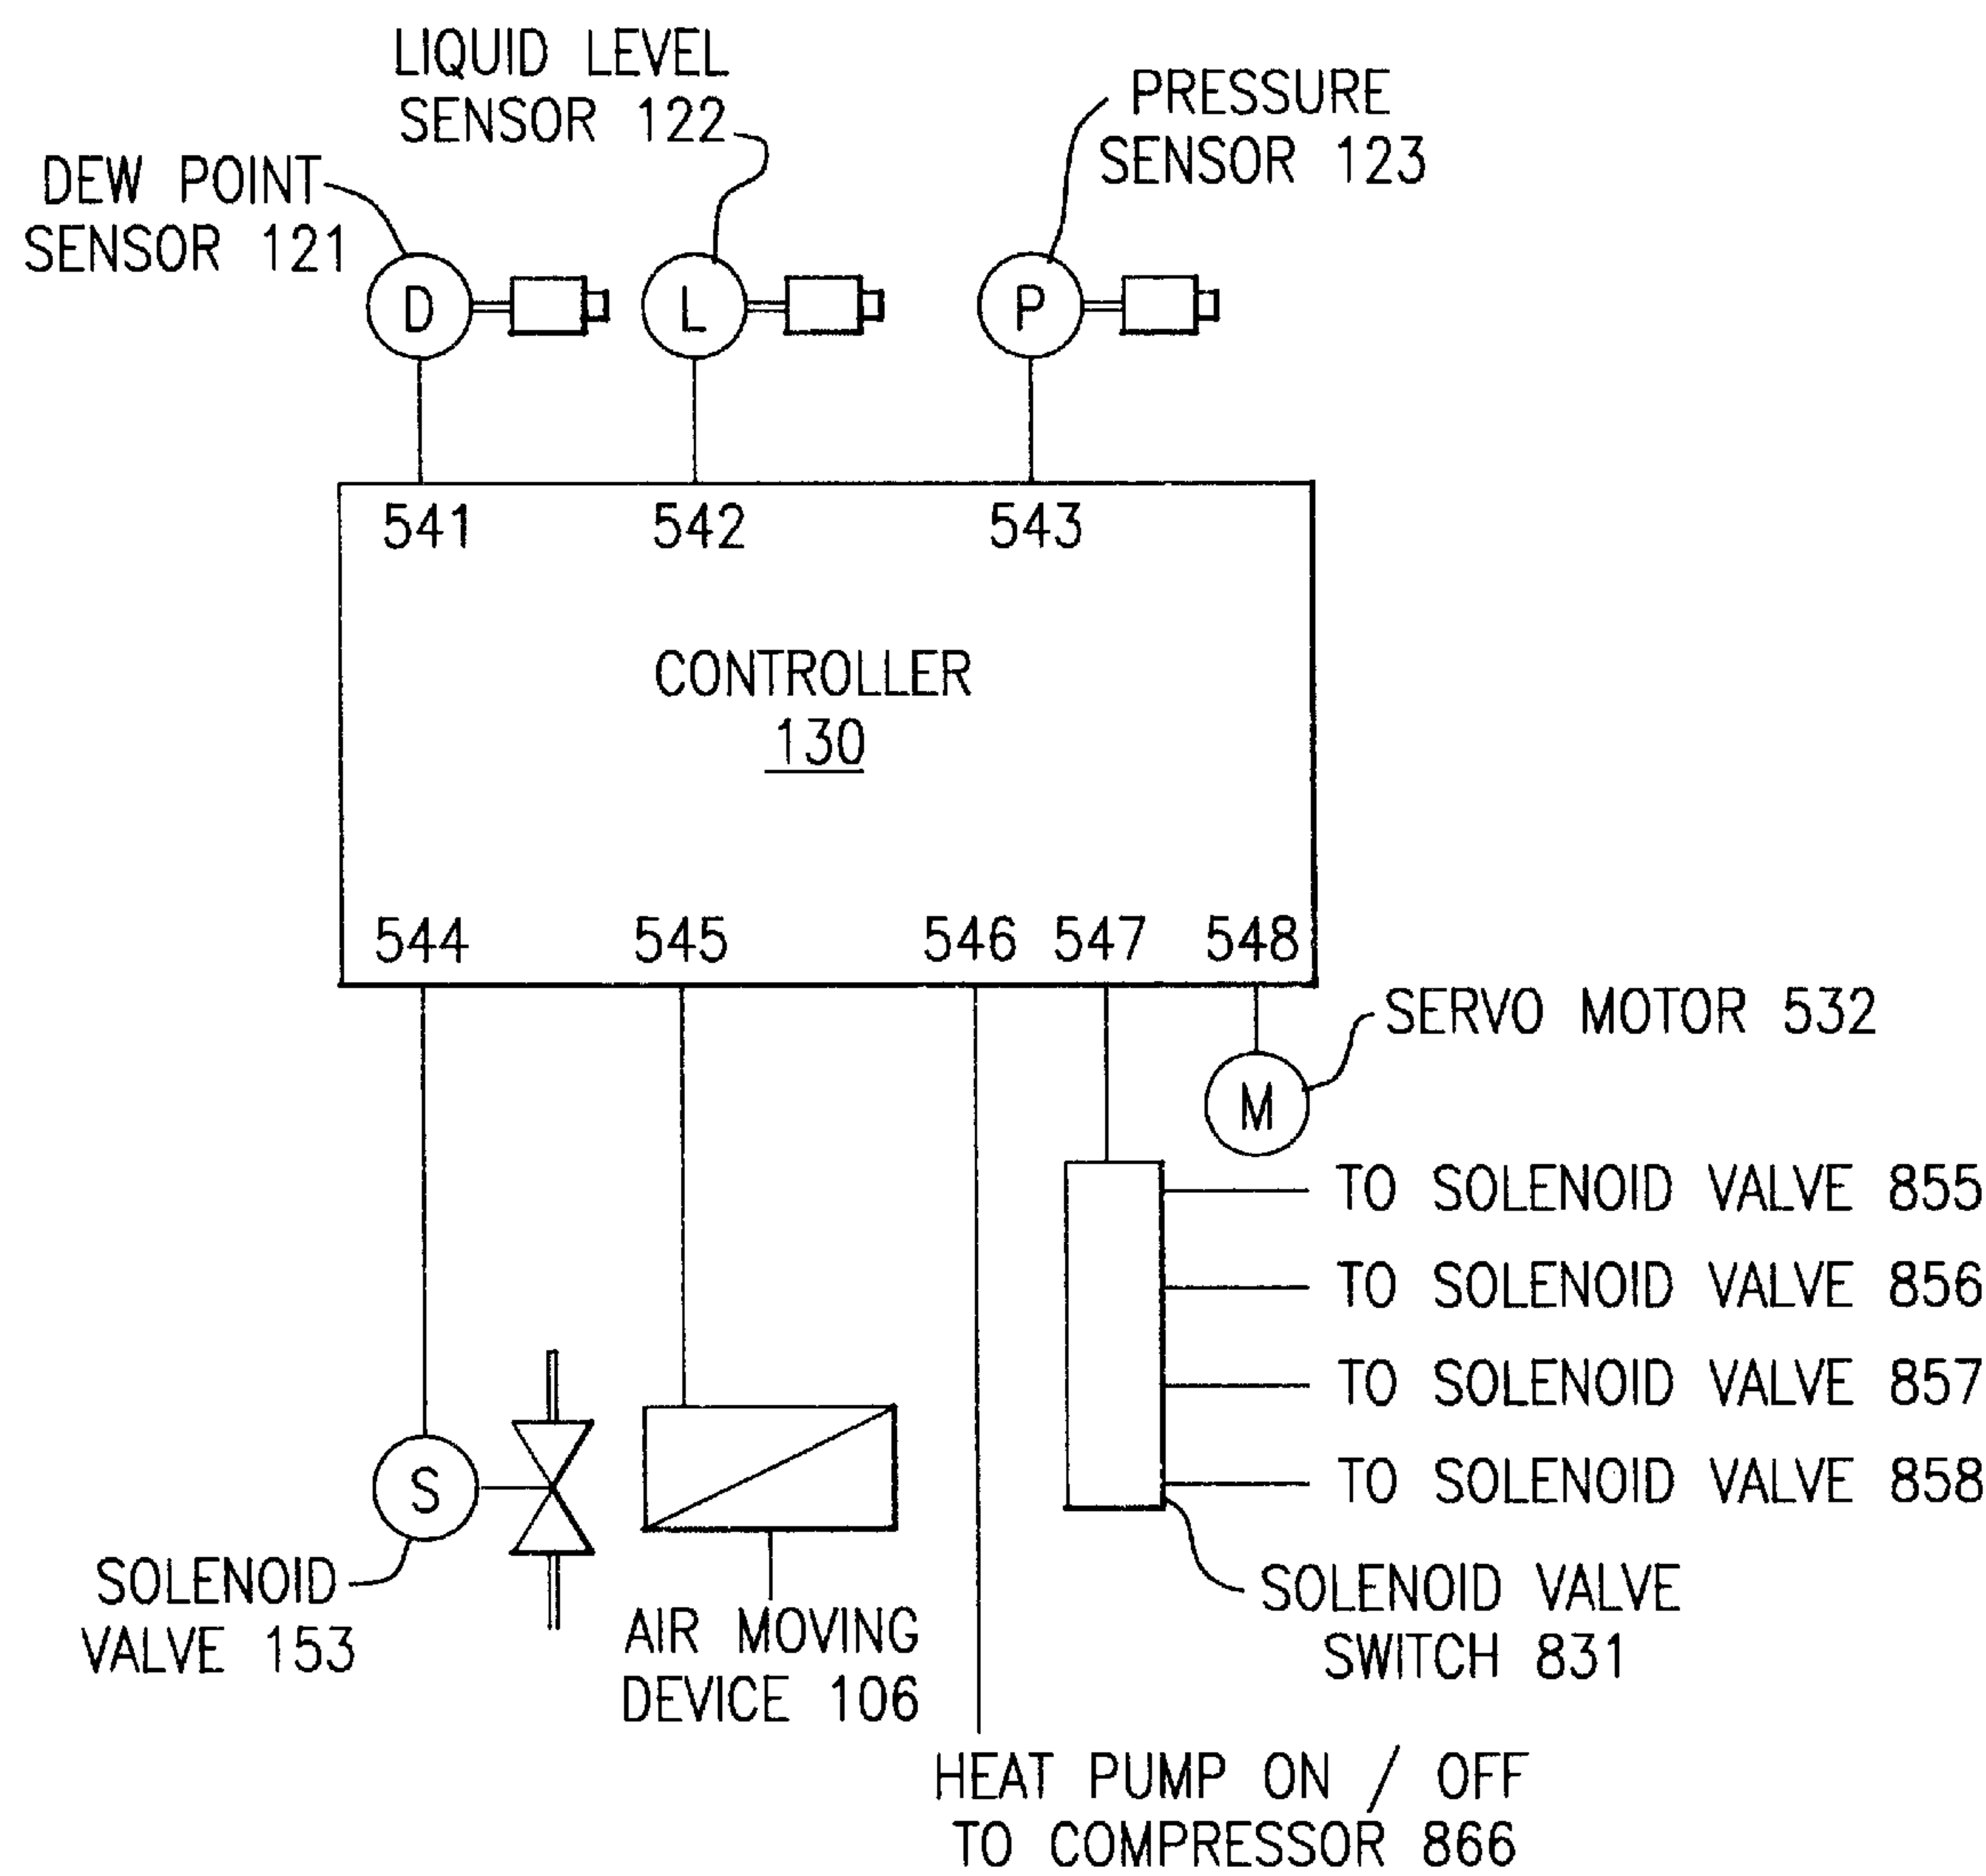 LIQUID LEVEL
SENSOR 122
PRESSURE
SENSOR 123
DEW POINT
SENSOR 121
D
L
P
541
542
543
CONTROLLER
130
544
545
546
547
548
SERVO MOTOR 532
M
TO SOLENOID VALVE 855
TO SOLENOID VALVE 856
TO SOLENOID VALVE 857
TO SOLENOID VALVE 858
S
SOLENOID
VALVE 153
AIR MOVING
DEVICE 106
SOLENOID VALVE
SWITCH 831
HEAT PUMP ON / OFF
TO COMPRESSOR 866